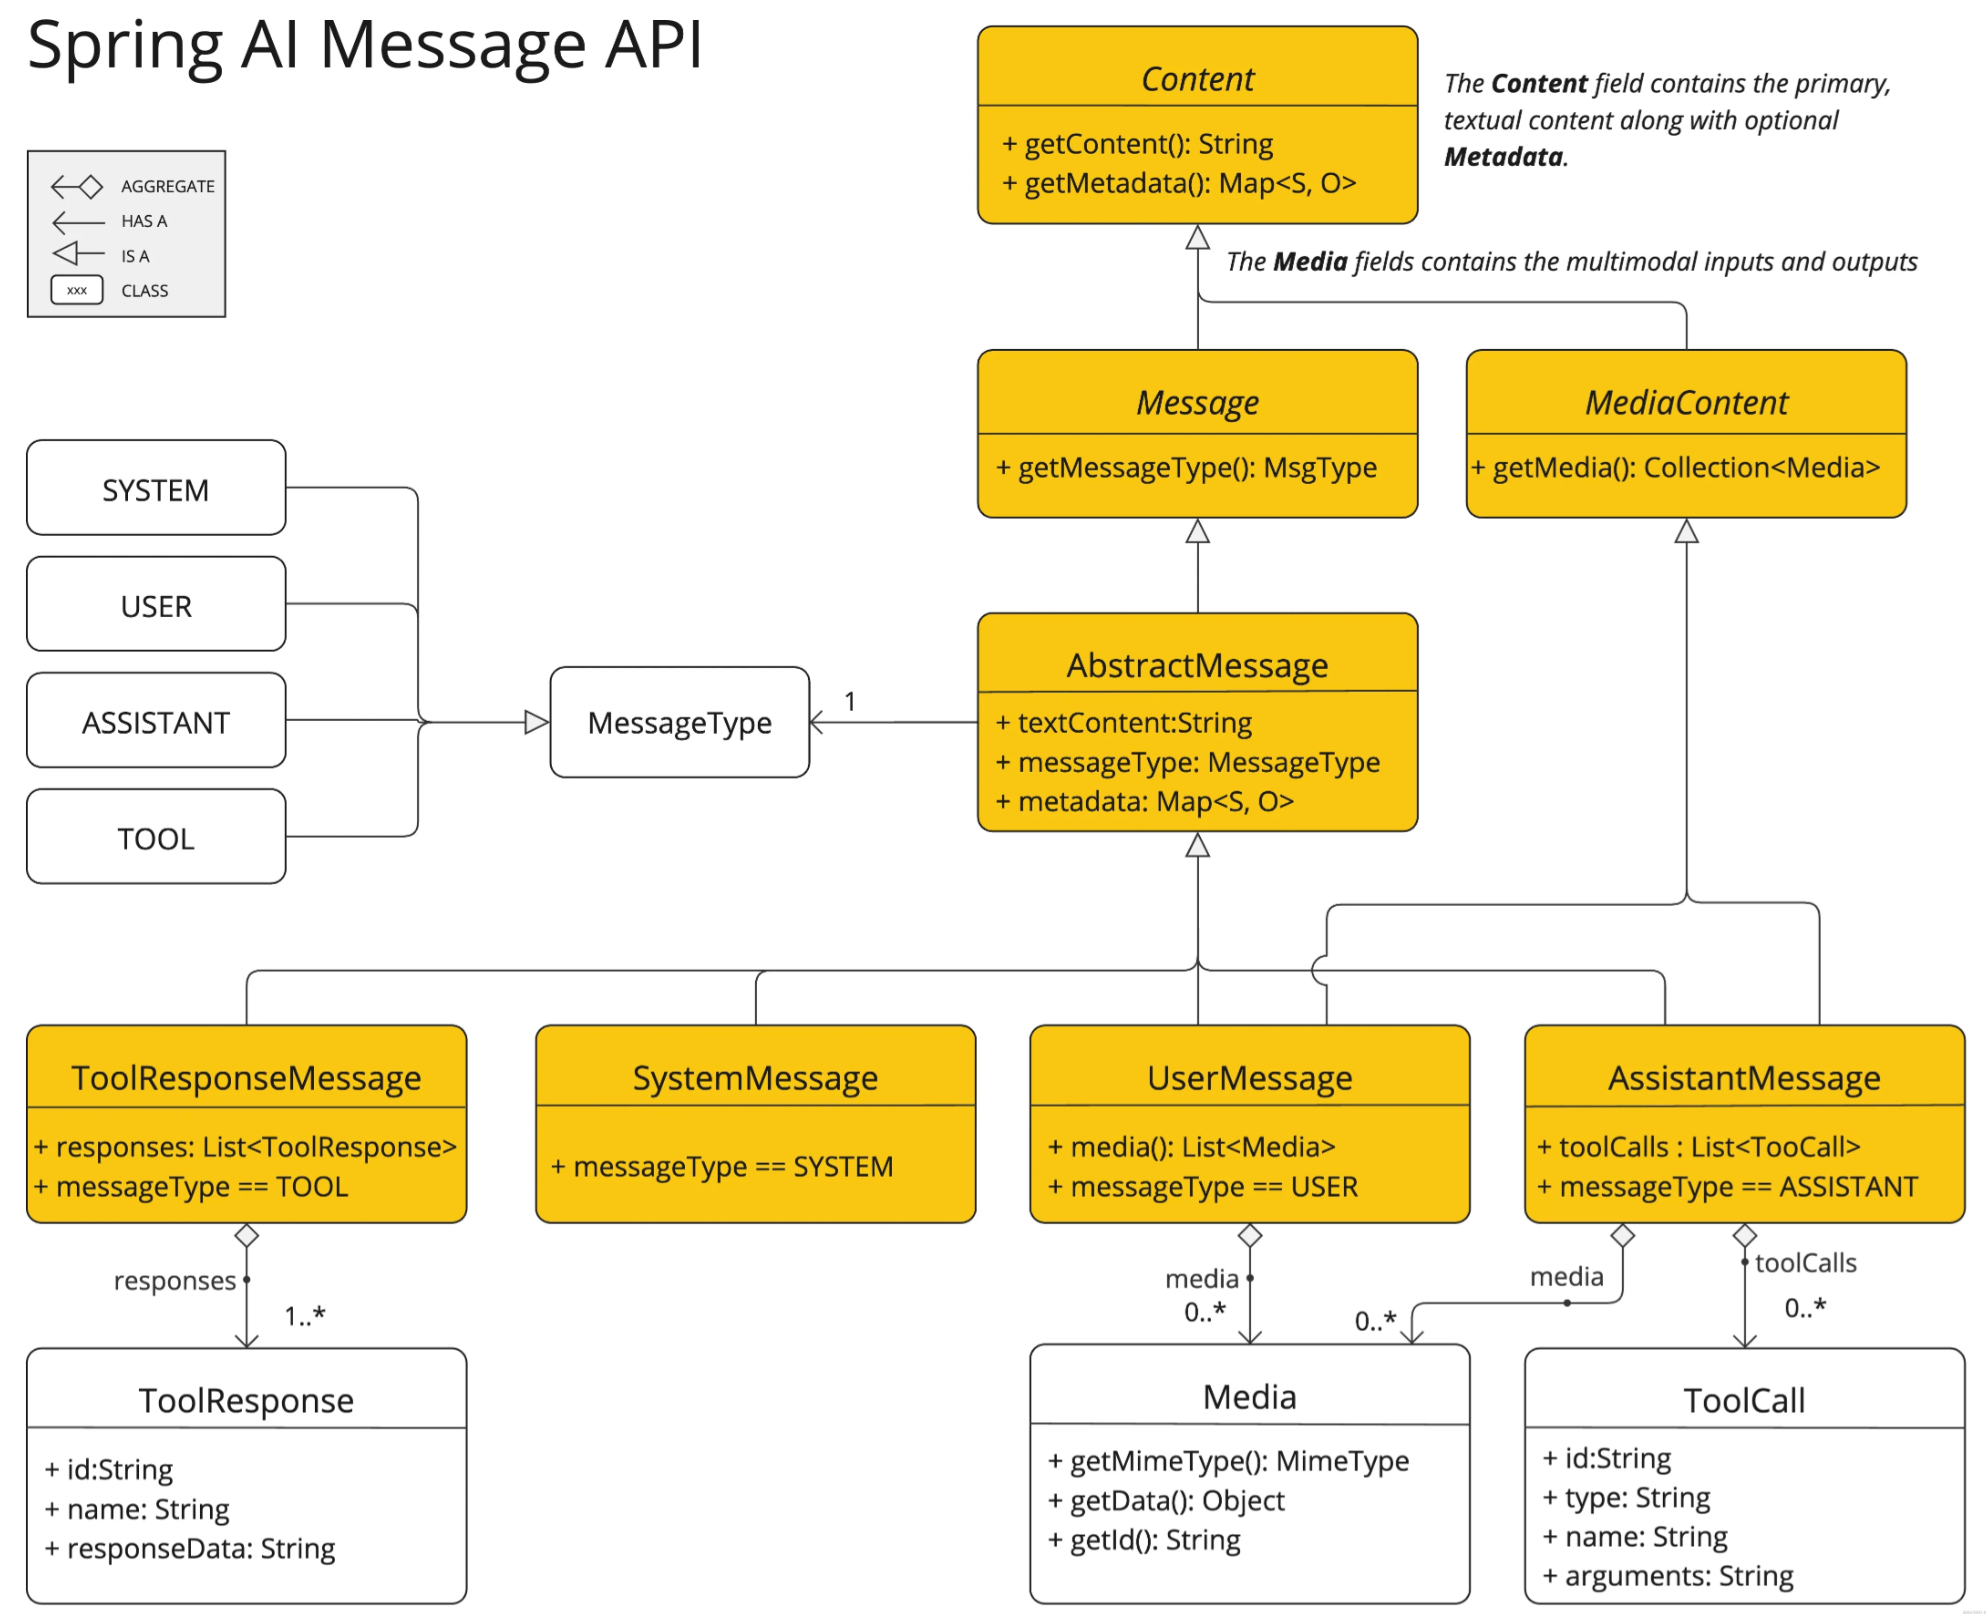 Spring AI Message API
AGGREGATE
HAS A
IS A
xxx
CLASS
Content
+ getContent(): String
+ getMetadata(): Map<S, O>
The Content field contains the primary,
textual content along with optional
Metadata.
The Media fields contains the multimodal inputs and outputs
Message
+ getMessageType(): MsgType
MediaContent
+ getMedia(): Collection<Media>
SYSTEM
USER
ASSISTANT
TOOL
MessageType
1
AbstractMessage
+ textContent:String
+ messageType: MessageType
+ metadata: Map<S, O>
ToolResponseMessage
+ responses: List<ToolResponse>
+ messageType == TOOL
SystemMessage
+ messageType == SYSTEM
UserMessage
+ media(): List<Media>
+ messageType == USER
AssistantMessage
+ toolCalls : List<TooCall>
+ messageType == ASSISTANT
responses
1..*
media
0..*
media
0..*
toolCalls
0..*
ToolResponse
+ id:String
+ name: String
+ responseData: String
Media
+ getMimeType(): MimeType
+ getData(): Object
+ getId(): String
ToolCall
+ id:String
+ type: String
+ name: String
+ arguments: String